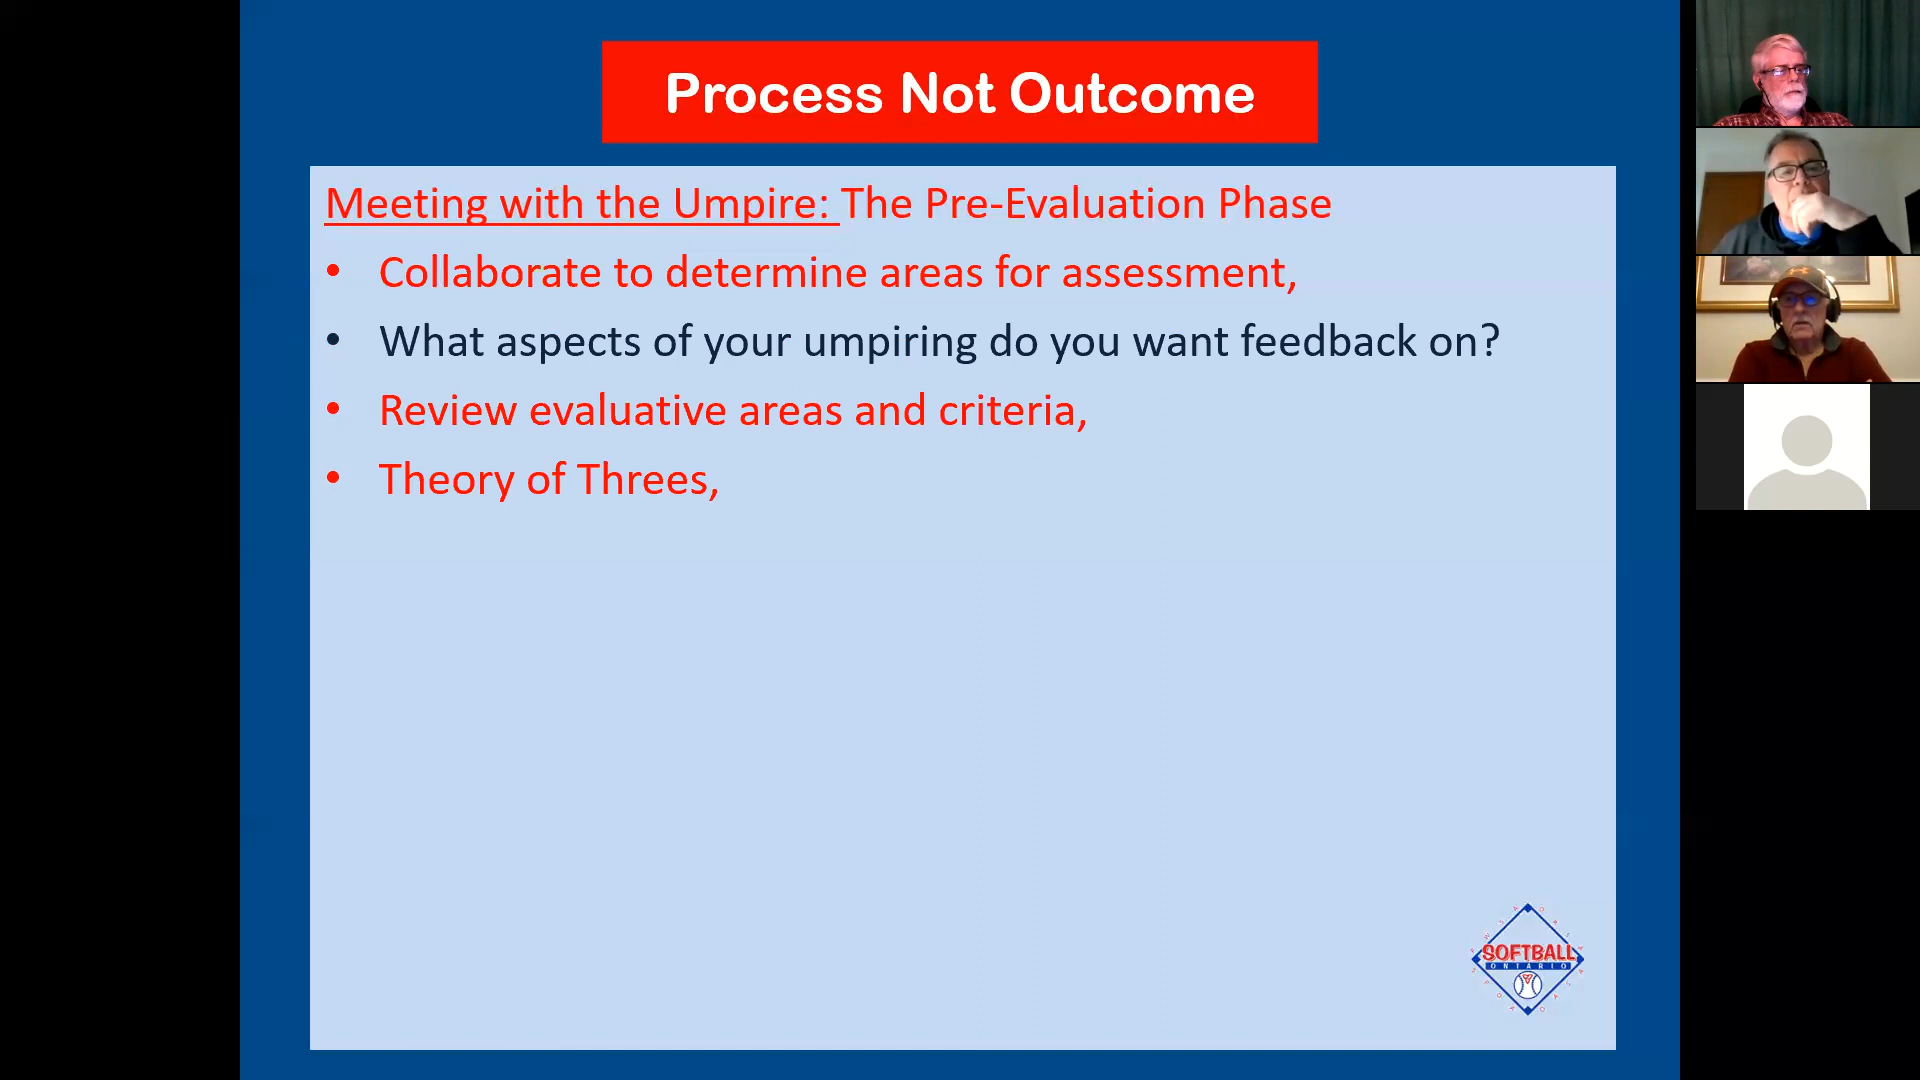 Process Not Outcome
Meeting with the Umpire: The Pre-Evaluation Phase
• Collaborate to determine areas for assessment,
• What aspects of your umpiring do you want feedback on?
• Review evaluative areas and criteria,
• Theory of Threes,
SOFTBALL
ONTARIO